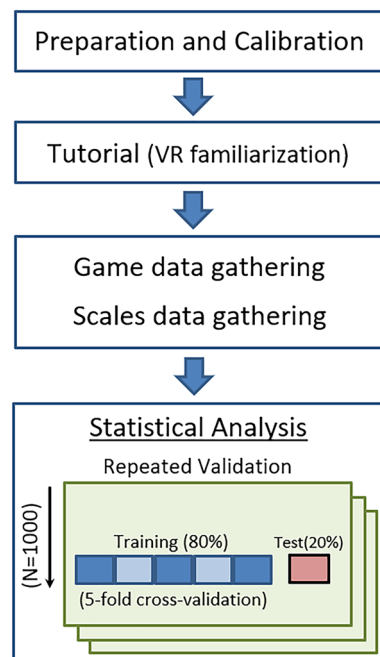 Preparation and Calibration
Tutorial (VR familiarization)
Game data gathering
Scales data gathering
Statistical Analysis
Repeated Validation
(N=1000)
Training (80%)
Test(20%)
(5-fold cross-validation)